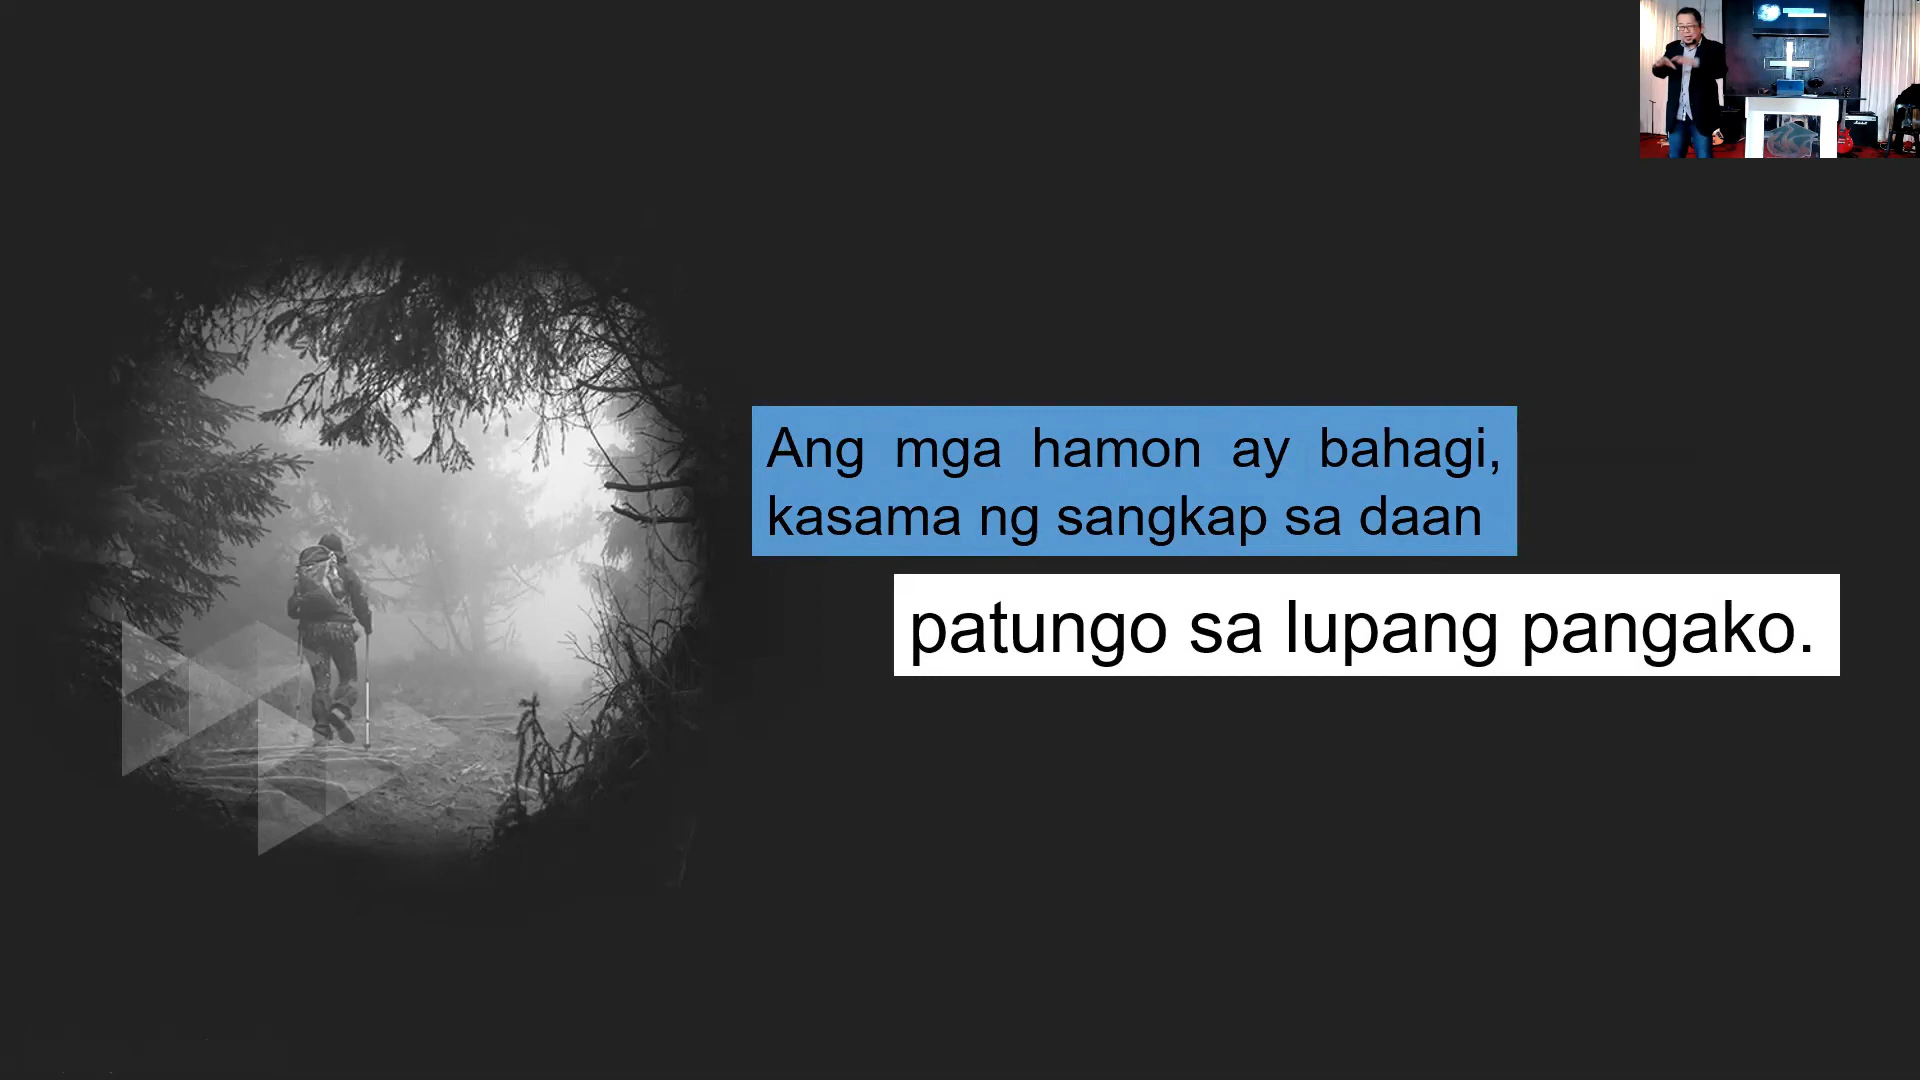 Ang mga hamon ay bahagi,
kasama ng sangkap sa daan
patungo sa lupang pangako.